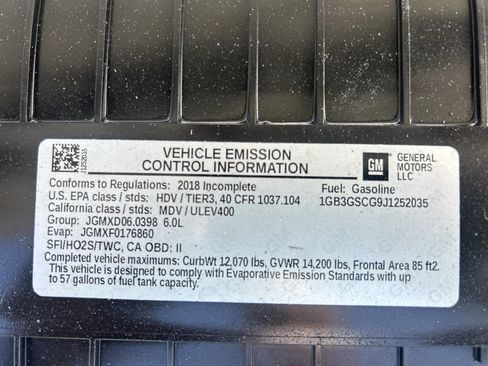 J1252035
VEHICLE EMISSION
CONTROL INFORMATION
GM
GENERAL
MOTORS
LLC
Conforms to Regulations: 2018 Incomplete
Fuel: Gasoline
U.S. EPA class / stds: HDV / TIER3, 40 CFR 1037.104
1GB3GSCG9J1252035
California class / stds: MDV / ULEV400
Group: JGMXD06.0398 6.0L
Evap: JGMXF0176860
SFI/HO2S/TWC, CA OBD: II
Completed vehicle maximums: CurbWt 12,070 lbs, GVWR 14,200 lbs, Frontal Area 85 ft2.
This vehicle is designed to comply with Evaporative Emission Standards with up
to 57 gallons of fuel tank capacity.